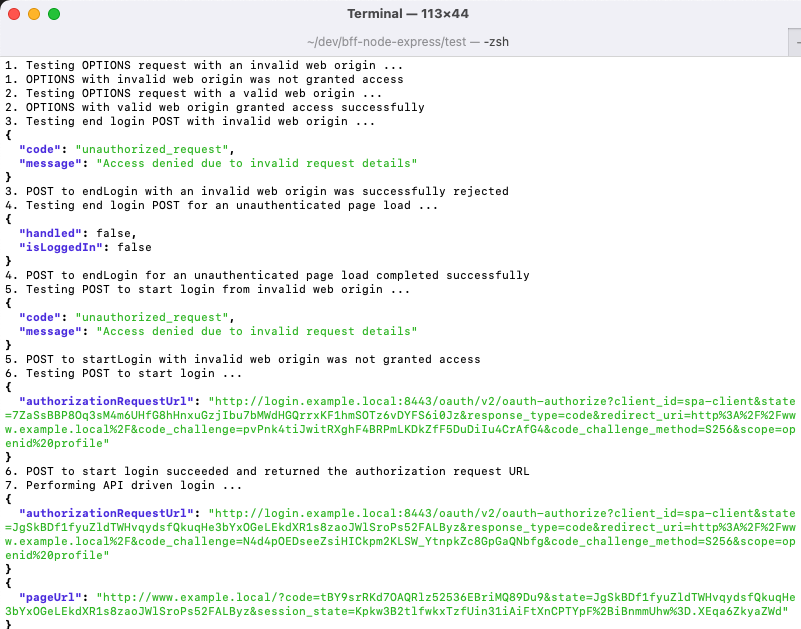 Terminal — 113×44
~/dev/bff-node-express/test — -zsh
1. Testing OPTIONS request with an invalid web origin ...
1. OPTIONS with invalid web origin was not granted access
2. Testing OPTIONS request with a valid web origin ...
2. OPTIONS with valid web origin granted access successfully
3. Testing end login POST with invalid web origin ...
{
  "code": "unauthorized_request",
  "message": "Access denied due to invalid request details"
}
3. POST to endLogin with an invalid web origin was successfully rejected
4. Testing end login POST for an unauthenticated page load ...
{
  "handled": false,
  "isLoggedIn": false
}
4. POST to endLogin for an unauthenticated page load completed successfully
5. Testing POST to start login from invalid web origin ...
{
  "code": "unauthorized_request",
  "message": "Access denied due to invalid request details"
}
5. POST to startLogin with invalid web origin was not granted access
6. Testing POST to start login ...
{
  "authorizationRequestUrl": "http://login.example.local:8443/oauth/v2/oauth-authorize?client_id=spa-client&state
=7ZaSsBBP8Oq3sM4m6UHfG8hHnxuGzjIbu7bMWdHGQrrxKF1hmSOTz6vDYFS6i0Jz&response_type=code&redirect_uri=http%3A%2F%2Fww
w.example.local%2F&code_challenge=pvPnk4tiJwitRXghF4BRPmLKDkZfF5DuDiIu4CrAfG4&code_challenge_method=S256&scope=op
enid%20profile"
}
6. POST to start login succeeded and returned the authorization request URL
7. Performing API driven login ...
{
  "authorizationRequestUrl": "http://login.example.local:8443/oauth/v2/oauth-authorize?client_id=spa-client&state
=JgSkBDf1fyuZldTWHvqydsfQkuqHe3bYxOGeLEkdXR1s8zaoJWlSroPs52FALByz&response_type=code&redirect_uri=http%3A%2F%2Fww
w.example.local%2F&code_challenge=N4d4pOEDseeZsiHICkpm2KLSW_YtnpkZc8GpGaQNbfg&code_challenge_method=S256&scope=op
enid%20profile"
}
{
  "pageUrl": "http://www.example.local/?code=tBY9srRKd7OAQRlz52536EBriMQ89Du9&state=JgSkBDf1fyuZldTWHvqydsfQkuqHe
3bYxOGeLEkdXR1s8zaoJWlSroPs52FALByz&session_state=Kpkw3B2tlfwkxTzfUin31iAiFtXnCPTYpF%2BiBnmmUhw%3D.XEqa6ZkyaZWd"
}